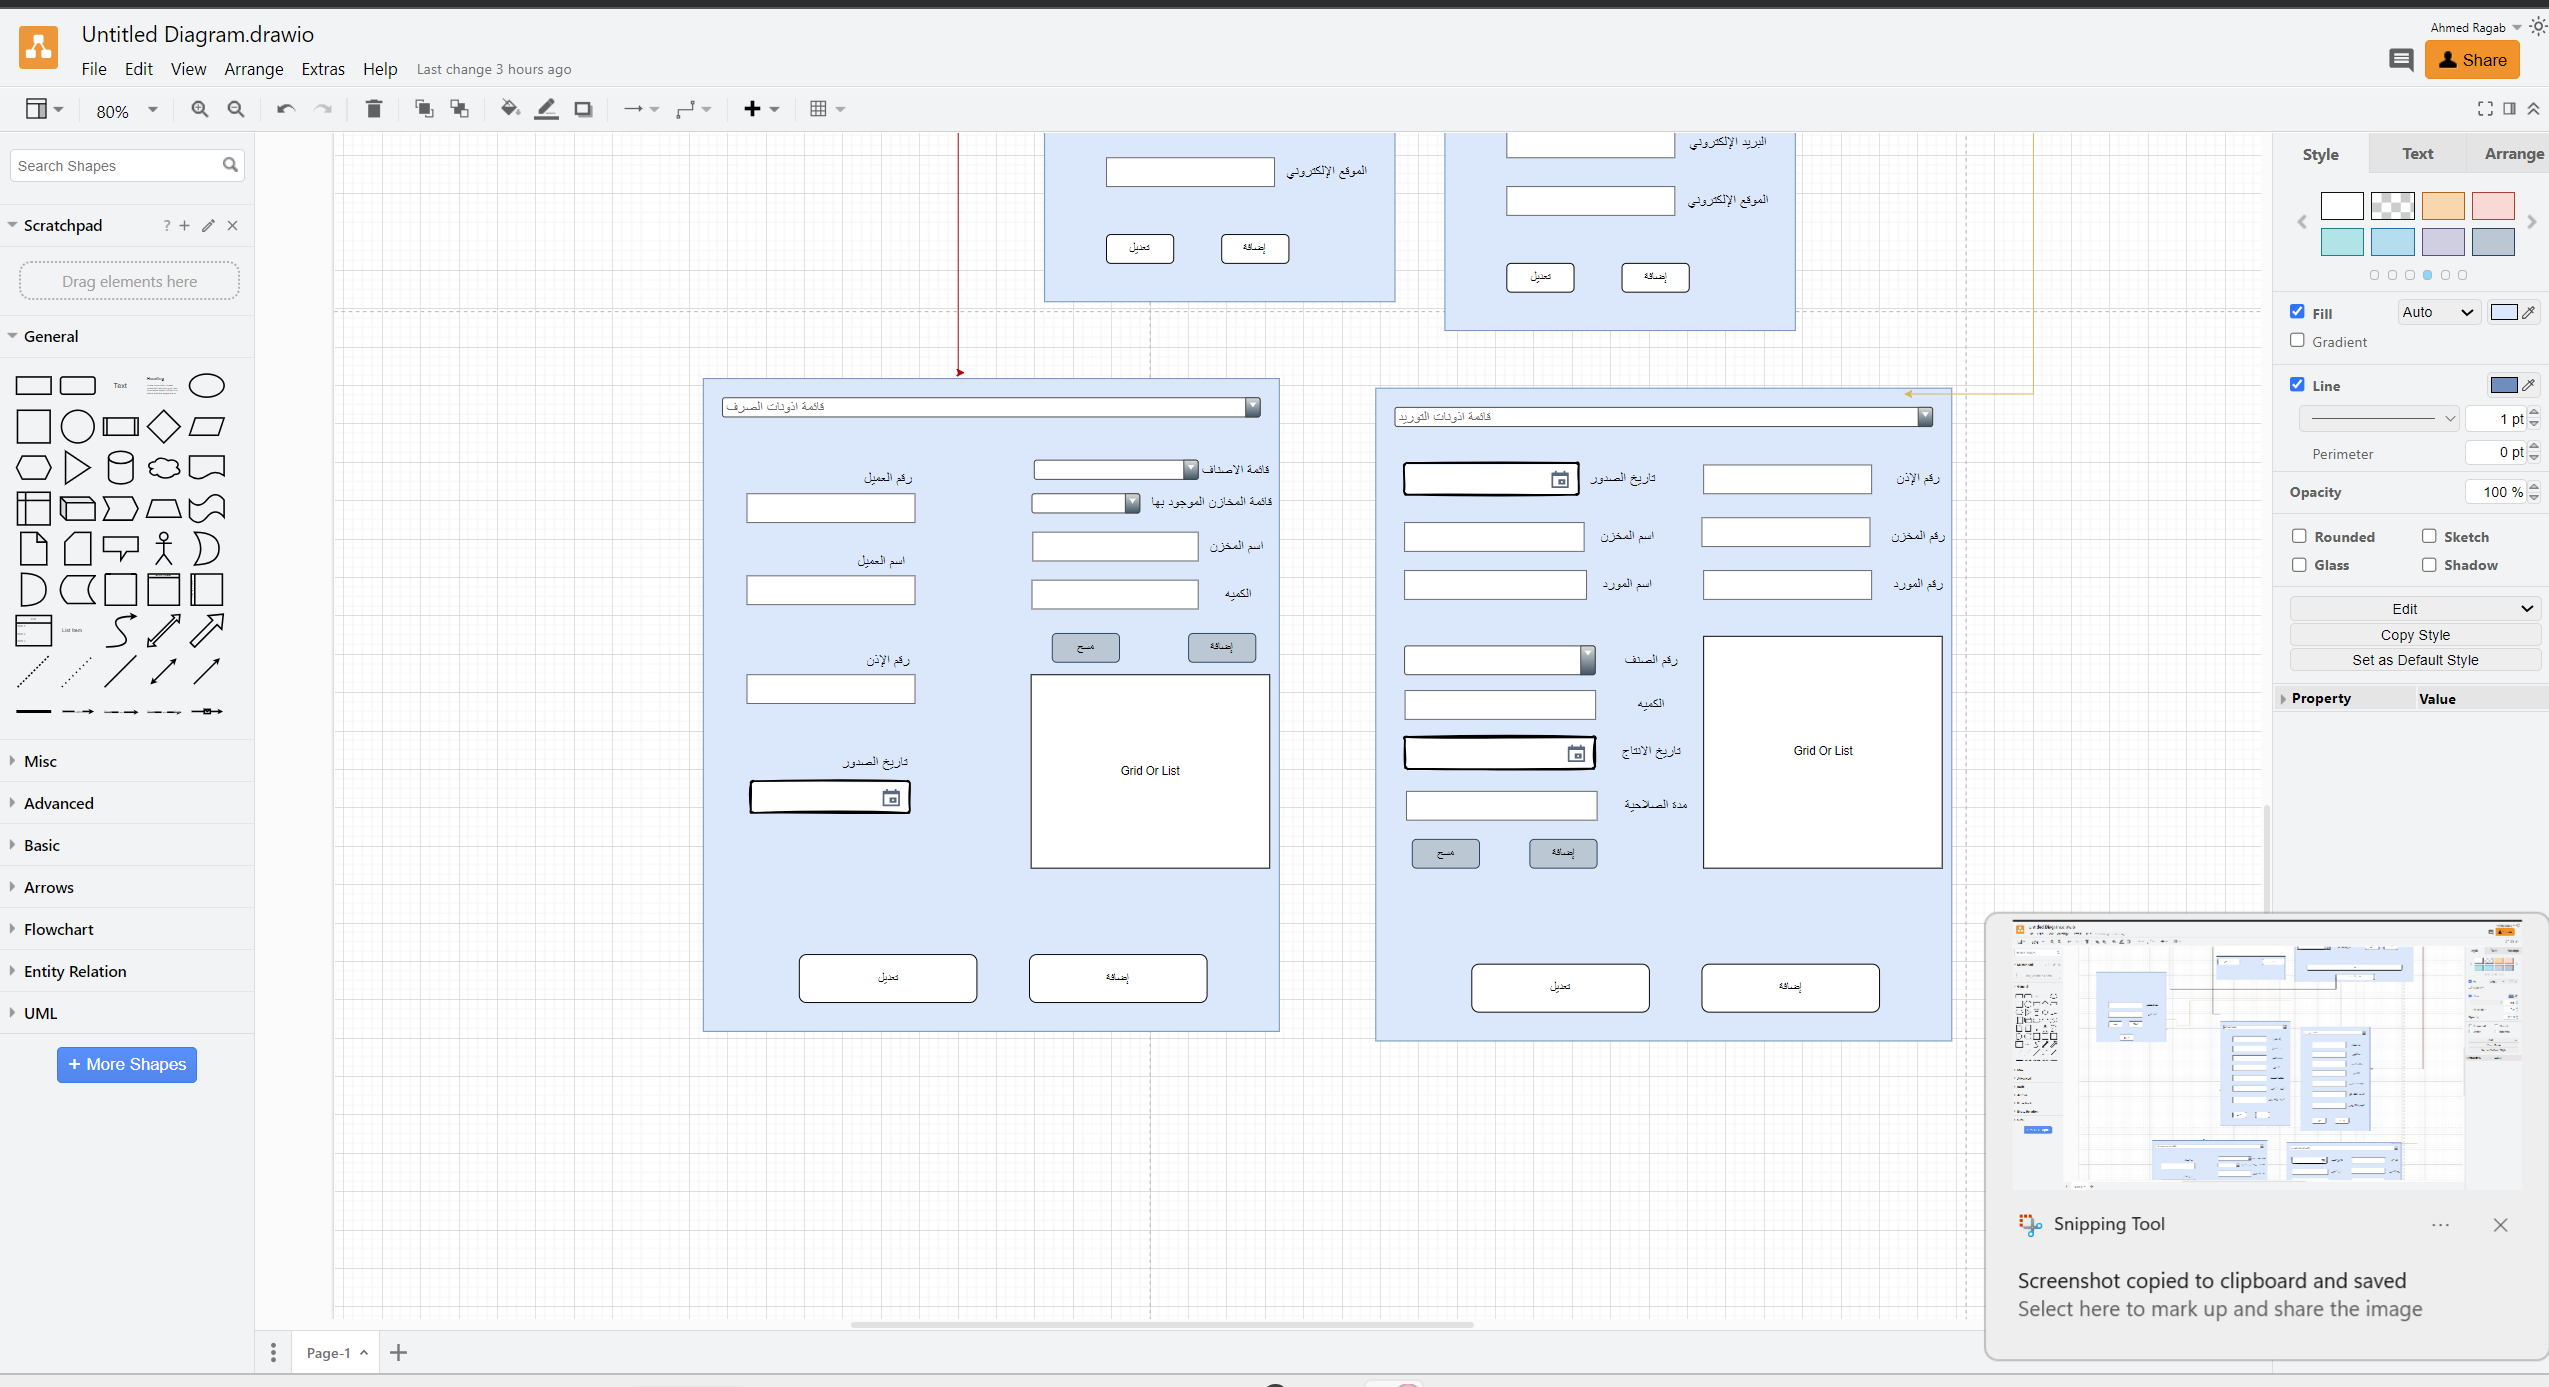 Untitled Diagram.drawio
File Edit View Arrange Extras Help Last change 3 hours ago
Ahmed Ragab
Share
80%
Search Shapes
Scratchpad
?
Drag elements here
General
Text
Heading
List Item
Misc
Advanced
Basic
Arrows
Flowchart
Entity Relation
UML
+ More Shapes
الموقع الإلكتروني
تعديل
إضافة
البريد الإلكتروني
الموقع الإلكتروني
تعديل
إضافة
قائمة اذونات الصرف
قائمة الاصناف
رقم العميل
قائمة المخازن الموجود بها
اسم المخزن
اسم العميل
الكميه
مسح
إضافة
رقم الإذن
Grid Or List
تاريخ الصدور
تعديل
إضافة
قائمة اذونات التوريد
رقم الإذن
تاريخ الصدور
رقم المخزن
اسم المخزن
رقم المورد
اسم المورد
رقم الصنف
الكميه
تاريخ الانتاج
Grid Or List
مدة الصلاحية
مسح
إضافة
تعديل
إضافة
Style Text Arrange
Fill Auto
Gradient
Line
1 pt
Perimeter 0 pt
Opacity 100 %
Rounded Sketch
Glass Shadow
Edit
Copy Style
Set as Default Style
Property Value
Snipping Tool
Screenshot copied to clipboard and saved
Select here to mark up and share the image
Page-1